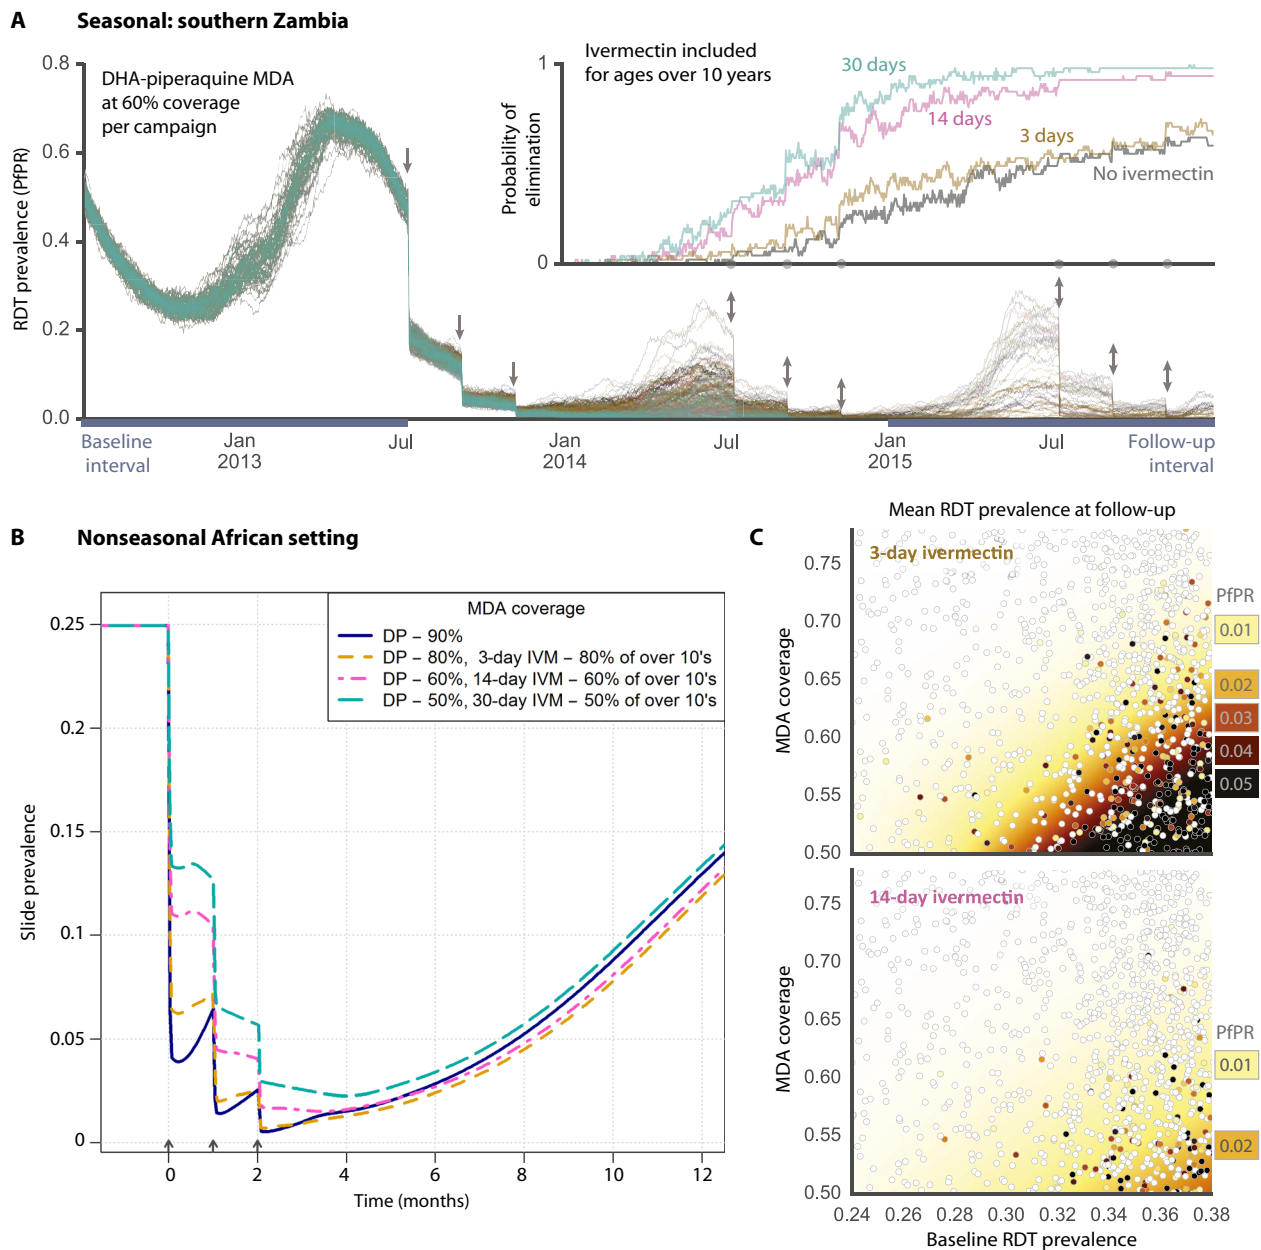 A Seasonal: southern Zambia
DHA-piperaquine MDA
at 60% coverage
per campaign
RDT prevalence (PfPR)
0.8
0.6
0.4
0.2
0.0
Ivermectin included
for ages over 10 years
Probability of
elimination
1
0
30 days
14 days
3 days
No ivermectin
Baseline
interval
Jan
2013
Jul
Jan
2014
Jul
Jan
2015
Jul
Follow-up
interval
B Nonseasonal African setting
MDA coverage
DP – 90%
DP – 80%, 3-day IVM – 80% of over 10's
DP – 60%, 14-day IVM – 60% of over 10's
DP – 50%, 30-day IVM – 50% of over 10's
Slide prevalence
0.25
0.2
0.15
0.1
0.05
0
0 2 4 6 8 10 12
Time (months)
C
Mean RDT prevalence at follow-up
3-day ivermectin
MDA coverage
0.75
0.70
0.65
0.60
0.55
0.50
PfPR
0.01
0.02
0.03
0.04
0.05
14-day ivermectin
MDA coverage
0.75
0.70
0.65
0.60
0.55
0.50
PfPR
0.01
0.02
0.24 0.26 0.28 0.30 0.32 0.34 0.36 0.38
Baseline RDT prevalence